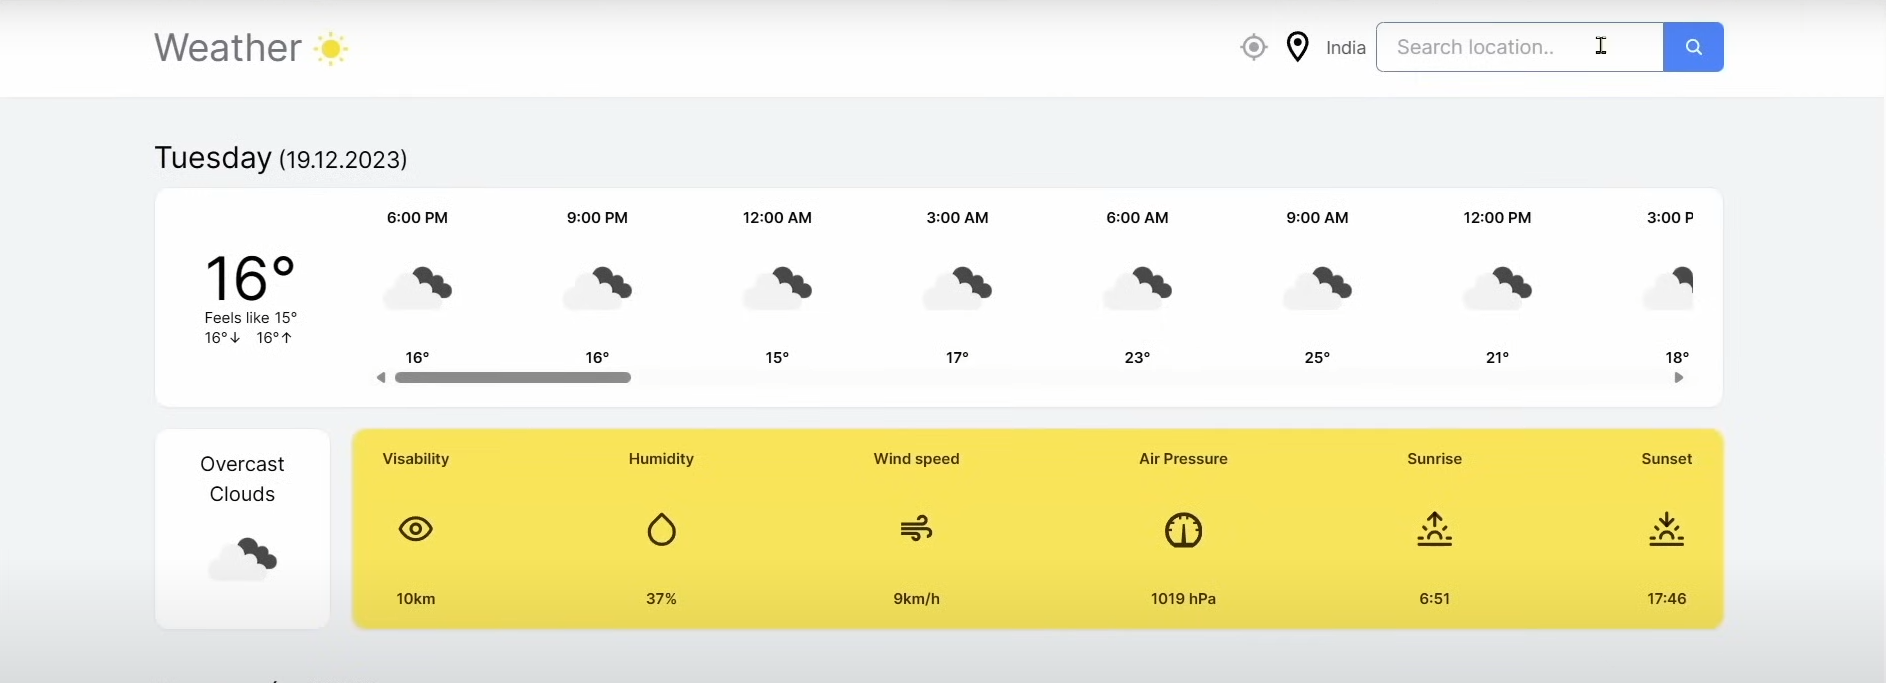 Weather
India
Search location..
Tuesday (19.12.2023)
6:00 PM 9:00 PM 12:00 AM 3:00 AM 6:00 AM 9:00 AM 12:00 PM 3:00 P
16°
Feels like 15°
16°↓ 16°↑
16° 16° 15° 17° 23° 25° 21° 18°
Overcast
Clouds
Visability Humidity Wind speed Air Pressure Sunrise Sunset
10km 37% 9km/h 1019 hPa 6:51 17:46